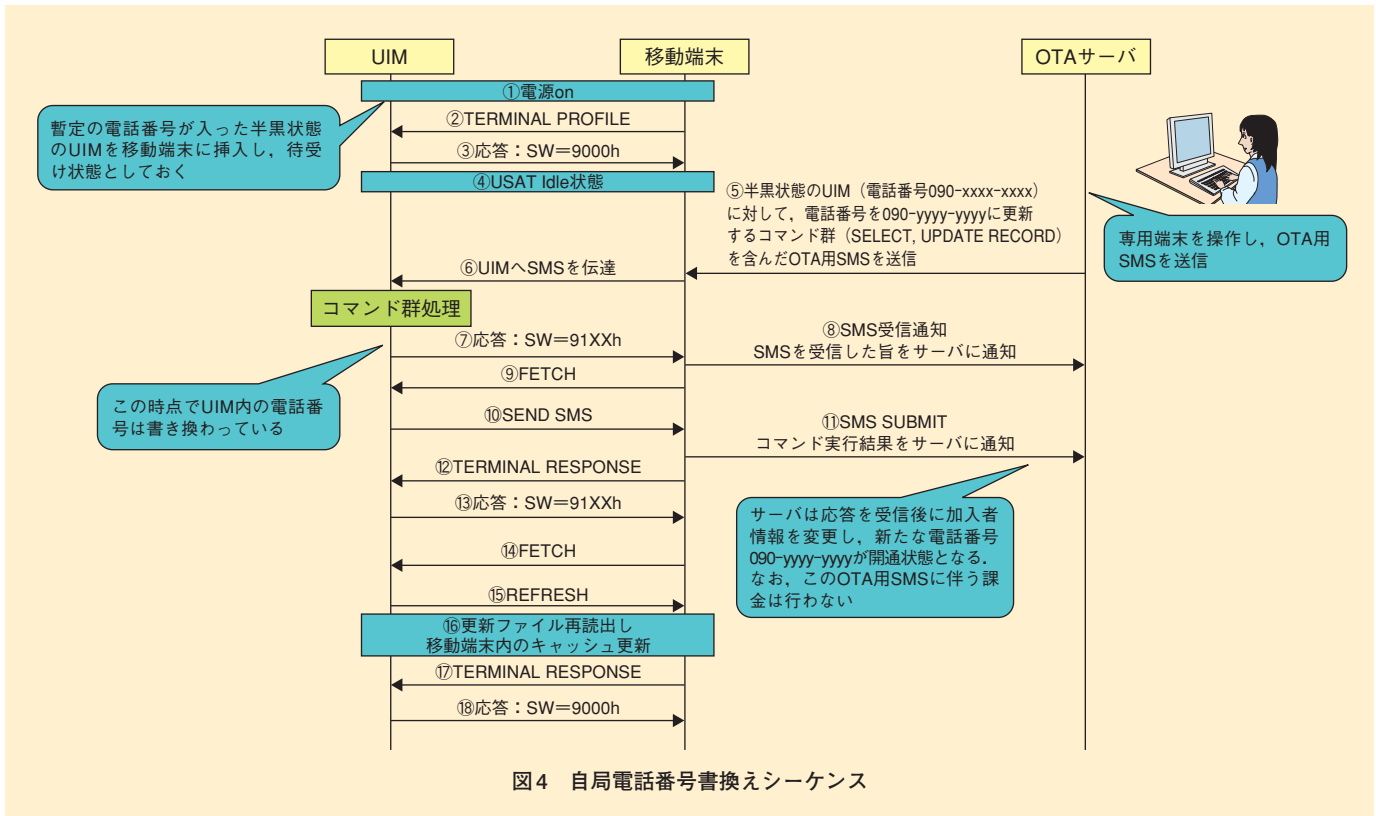 UIM
移動端末
OTAサーバ
①電源on
暫定の電話番号が入った半黒状態
のUIMを移動端末に挿入し，待受
け状態としておく
②TERMINAL PROFILE
③応答：SW＝9000h
④USAT Idle状態
⑤半黒状態のUIM（電話番号090-xxxx-xxxx）
に対して，電話番号を090-yyyy-yyyyに更新
するコマンド群（SELECT, UPDATE RECORD）
を含んだOTA用SMSを送信
専用端末を操作し，OTA用
SMSを送信
⑥UIMへSMSを伝達
コマンド群処理
⑦応答：SW＝91XXh
⑧SMS受信通知
SMSを受信した旨をサーバに通知
⑨FETCH
この時点でUIM内の電話番
号は書き換わっている
⑩SEND SMS
⑪SMS SUBMIT
コマンド実行結果をサーバに通知
⑫TERMINAL RESPONSE
⑬応答：SW＝91XXh
サーバは応答を受信後に加入者
情報を変更し，新たな電話番号
090-yyyy-yyyyが開通状態となる．
なお，このOTA用SMSに伴う課
金は行わない
⑭FETCH
⑮REFRESH
⑯更新ファイル再読出し
移動端末内のキャッシュ更新
⑰TERMINAL RESPONSE
⑱応答：SW＝9000h
図4　自局電話番号書換えシーケンス